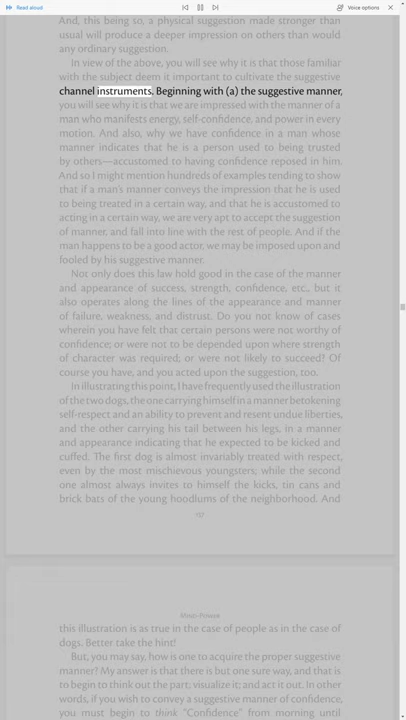 Read aloud
Voice options
And, this being so, a physical suggestion made stronger than
usual will produce a deeper impression on others than would
any ordinary suggestion.
In view of the above, you will see why it is that those familiar
with the subject deem it important to cultivate the suggestive
channel instruments. Beginning with (a) the suggestive manner,
you will see why it is that we are impressed with the manner of a
man who manifests energy, self-confidence, and power in every
motion. And also, why we have confidence in a man whose
manner indicates that he is a person used to being trusted
by others—accustomed to having confidence reposed in him.
And so I might mention hundreds of examples tending to show
that if a man's manner conveys the impression that he is used
to being treated in a certain way, and that he is accustomed to
acting in a certain way, we are very apt to accept the suggestion
of manner, and fall into line with the rest of people. And if the
man happens to be a good actor, we may be imposed upon and
fooled by his suggestive manner.
Not only does this law hold good in the case of the manner
and appearance of success, strength, confidence, etc., but it
also operates along the lines of the appearance and manner
of failure, weakness, and distrust. Do you not know of cases
wherein you have felt that certain persons were not worthy of
confidence; or were not to be depended upon where strength
of character was required; or were not likely to succeed? Of
course you have, and you acted upon the suggestion, too.
In illustrating this point, I have frequently used the illustration
of the two dogs, the one carrying himself in a manner betokening
self-respect and an ability to prevent and resent undue liberties,
and the other carrying his tail between his legs, in a manner
and appearance indicating that he expected to be kicked and
cuffed. The first dog is almost invariably treated with respect,
even by the most mischievous youngsters; while the second
one almost always invites to himself the kicks, tin cans and
brick bats of the young hoodlums of the neighborhood. And
Mind-Power
this illustration is as true in the case of people as in the case of
dogs. Better take the hint!
But, you may say, how is one to acquire the proper suggestive
manner? My answer is that there is but one sure way, and that is
to begin to think out the part; visualize it; and act it out. In other
words, if you wish to convey a suggestive manner of confidence,
you must begin to think "Confidence" from morning until